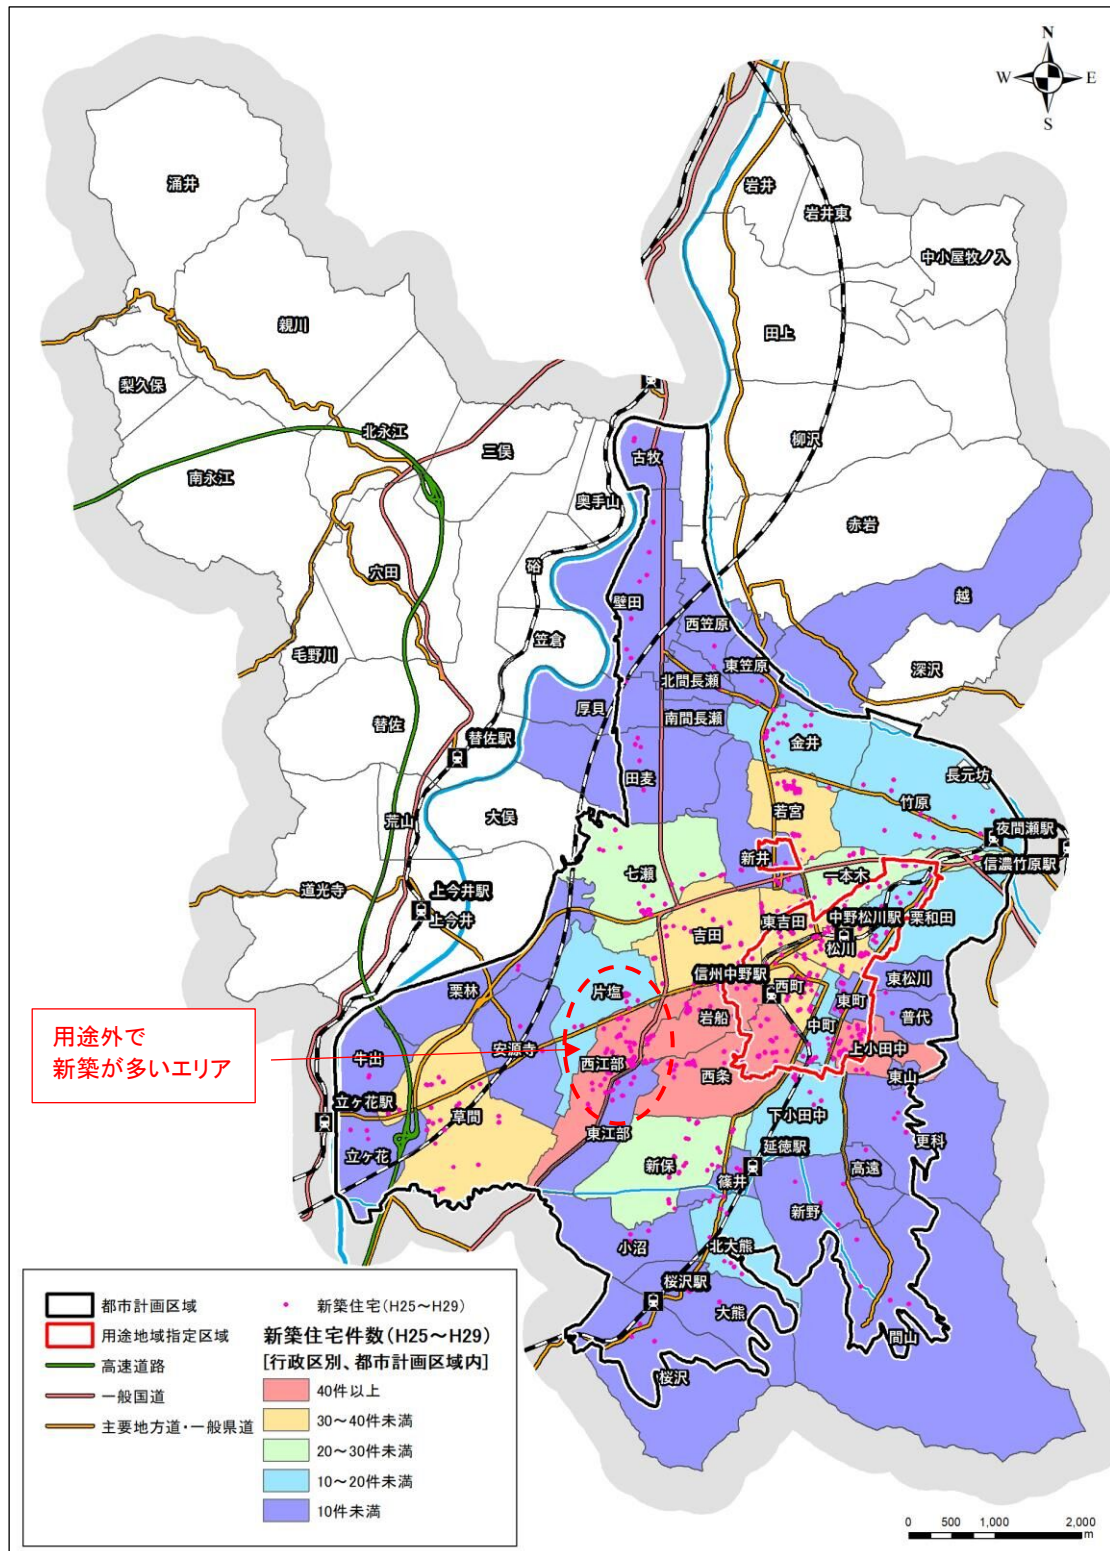 N
W
E
S
涌井
岩井
岩井東
中小屋牧ノ入
親川
田上
梨久保
北永江
三俣
柳沢
南永江
古牧
奥手山
赤岩
硲
穴田
越
壁田
西笠原
笠倉
東笠原
毛野川
深沢
北間長瀬
厚貝
南間長瀬
替佐
替佐駅
金井
田麦
長元坊
竹原
大俣
若宮
荒山
夜間瀬駅
新井
信濃竹原駅
七瀬
一本木
道光寺
上今井駅
上今井
東吉田
中野松川駅
栗和田
吉田
松川
信州中野駅
東松川
栗林
片塩
西町
東町
岩船
中町
普代
用途外で
新築が多いエリア
安源寺
上小田中
牛出
西江部
西条
東山
立ヶ花駅
草間
下小田中
東江部
更科
延徳駅
立ヶ花
新保
高遠
篠井
新野
小沼
北大熊
桜沢駅
大熊
間山
桜沢
都市計画区域
用途地域指定区域
高速道路
一般国道
主要地方道・一般県道
新築住宅(H25～H29)
新築住宅件数(H25～H29)
[行政区別、都市計画区域内]
40件以上
30～40件未満
20～30件未満
10～20件未満
10件未満
0 500 1,000 2,000
m